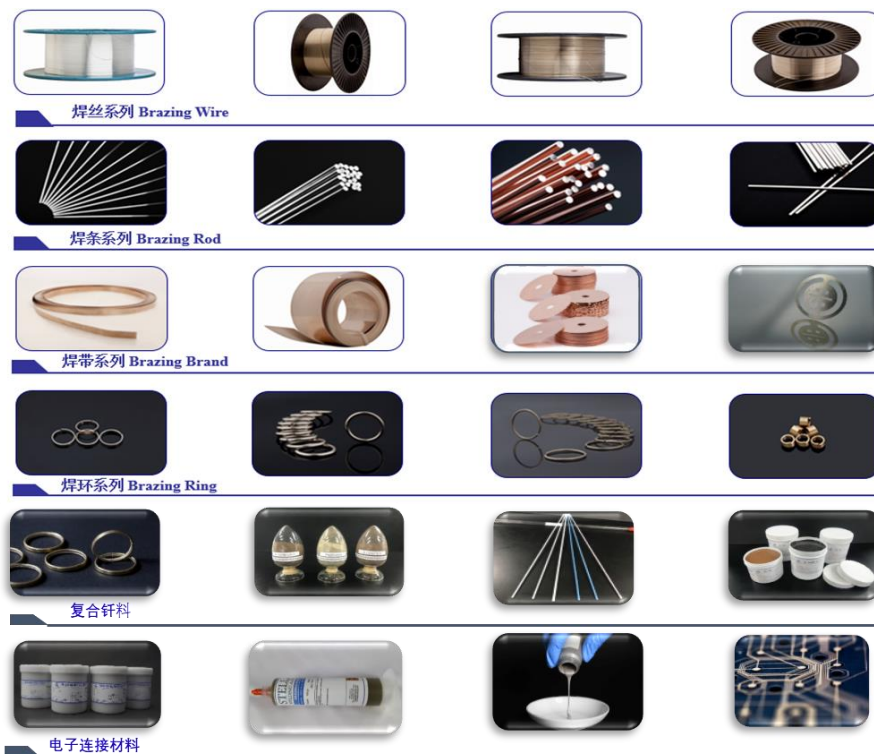 焊丝系列 Brazing Wire
焊条系列 Brazing Rod
焊带系列 Brazing Brand
焊环系列 Brazing Ring
复合钎料
电子连接材料